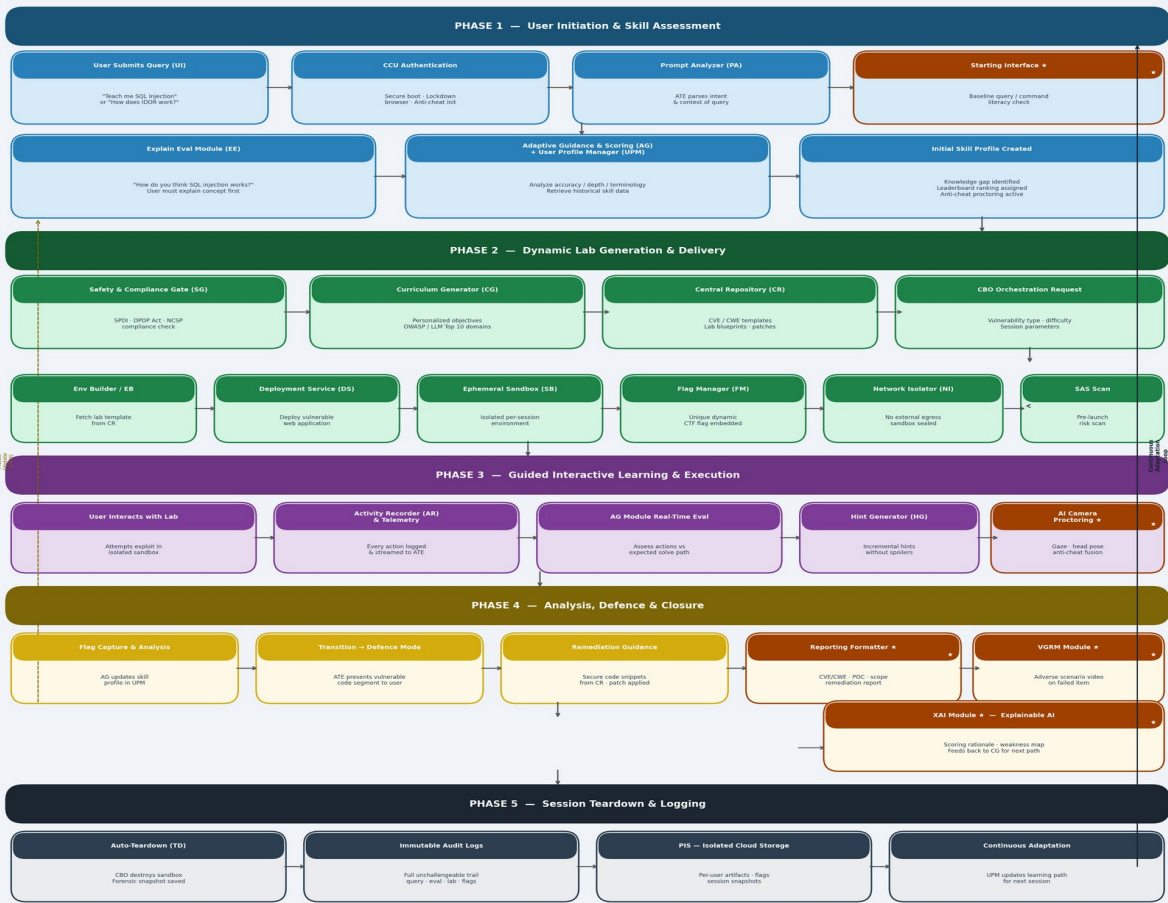 PHASE 1 — User Initiation & Skill Assessment
User Submits Query (UI)
"Teach me SQL Injection"
or "How does IDOR work?"
CCU Authentication
Secure boot · Lockdown
browser · Anti-cheat init
Prompt Analyzer (PA)
ATE parses intent
& context of query
Starting Interface ★
★
Baseline query / command
literacy check
Explain Eval Module (EE)
"How do you think SQL injection works?"
User must explain concept first
Adaptive Guidance & Scoring (AG)
+ User Profile Manager (UPM)
Analyze accuracy / depth / terminology
Retrieve historical skill data
Initial Skill Profile Created
Knowledge gap identified
Leaderboard ranking assigned
Anti-cheat proctoring active
PHASE 2 — Dynamic Lab Generation & Delivery
Safety & Compliance Gate (SG)
SPDI · DPDP Act · NCSP
compliance check
Curriculum Generator (CG)
Personalized objectives
OWASP / LLM Top 10 domains
Central Repository (CR)
CVE / CWE templates
Lab blueprints · patches
CBO Orchestration Request
Vulnerability type · difficulty
Session parameters
Env Builder / EB
Fetch lab template
from CR
Deployment Service (DS)
Deploy vulnerable
web application
Ephemeral Sandbox (SB)
Isolated per-session
environment
Flag Manager (FM)
Unique dynamic
CTF flag embedded
Network Isolator (NI)
No external egress
sandbox sealed
SAS Scan
Pre-launch
risk scan
Continuous
Adaptation
Loop
PHASE 3 — Guided Interactive Learning & Execution
User Interacts with Lab
Attempts exploit in
isolated sandbox
Activity Recorder (AR)
& Telemetry
Every action logged
& streamed to ATE
AG Module Real-Time Eval
Assess actions vs
expected solve path
Hint Generator (HG)
Incremental hints
without spoilers
AI Camera
Proctoring ★
★
Gaze · head pose
anti-cheat fusion
PHASE 4 — Analysis, Defence & Closure
Flag Capture & Analysis
AG updates skill
profile in UPM
Transition → Defence Mode
ATE presents vulnerable
code segment to user
Remediation Guidance
Secure code snippets
from CR · patch applied
Reporting Formatter ★
★
CVE/CWE · POC · scope
remediation report
VGRM Module ★
★
Adverse scenario video
on failed item
XAI Module ★ — Explainable AI
★
Scoring rationale · weakness map
Feeds back to CG for next path
PHASE 5 — Session Teardown & Logging
Auto-Teardown (TD)
CBO destroys sandbox
Forensic snapshot saved
Immutable Audit Logs
Full unchallengeable trail
query · eval · lab · flags
PIS — Isolated Cloud Storage
Per-user artifacts · flags
session snapshots
Continuous Adaptation
UPM updates learning path
for next session